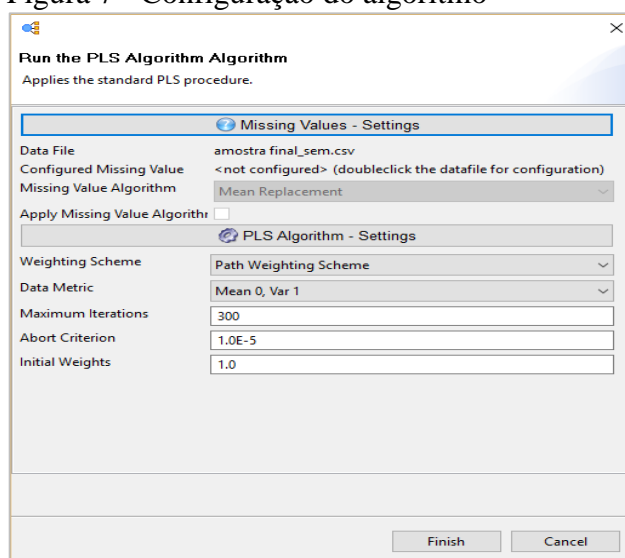 Figura 7 - Configuração do algoritmo
Run the PLS Algorithm Algorithm
Applies the standard PLS procedure.
Missing Values - Settings
Data File amostra final_sem.csv
Configured Missing Value <not configured> (doubleclick the datafile for configuration)
Missing Value Algorithm Mean Replacement
Apply Missing Value Algorithm
PLS Algorithm - Settings
Weighting Scheme Path Weighting Scheme
Data Metric Mean 0, Var 1
Maximum Iterations 300
Abort Criterion 1.0E-5
Initial Weights 1.0
Finish Cancel